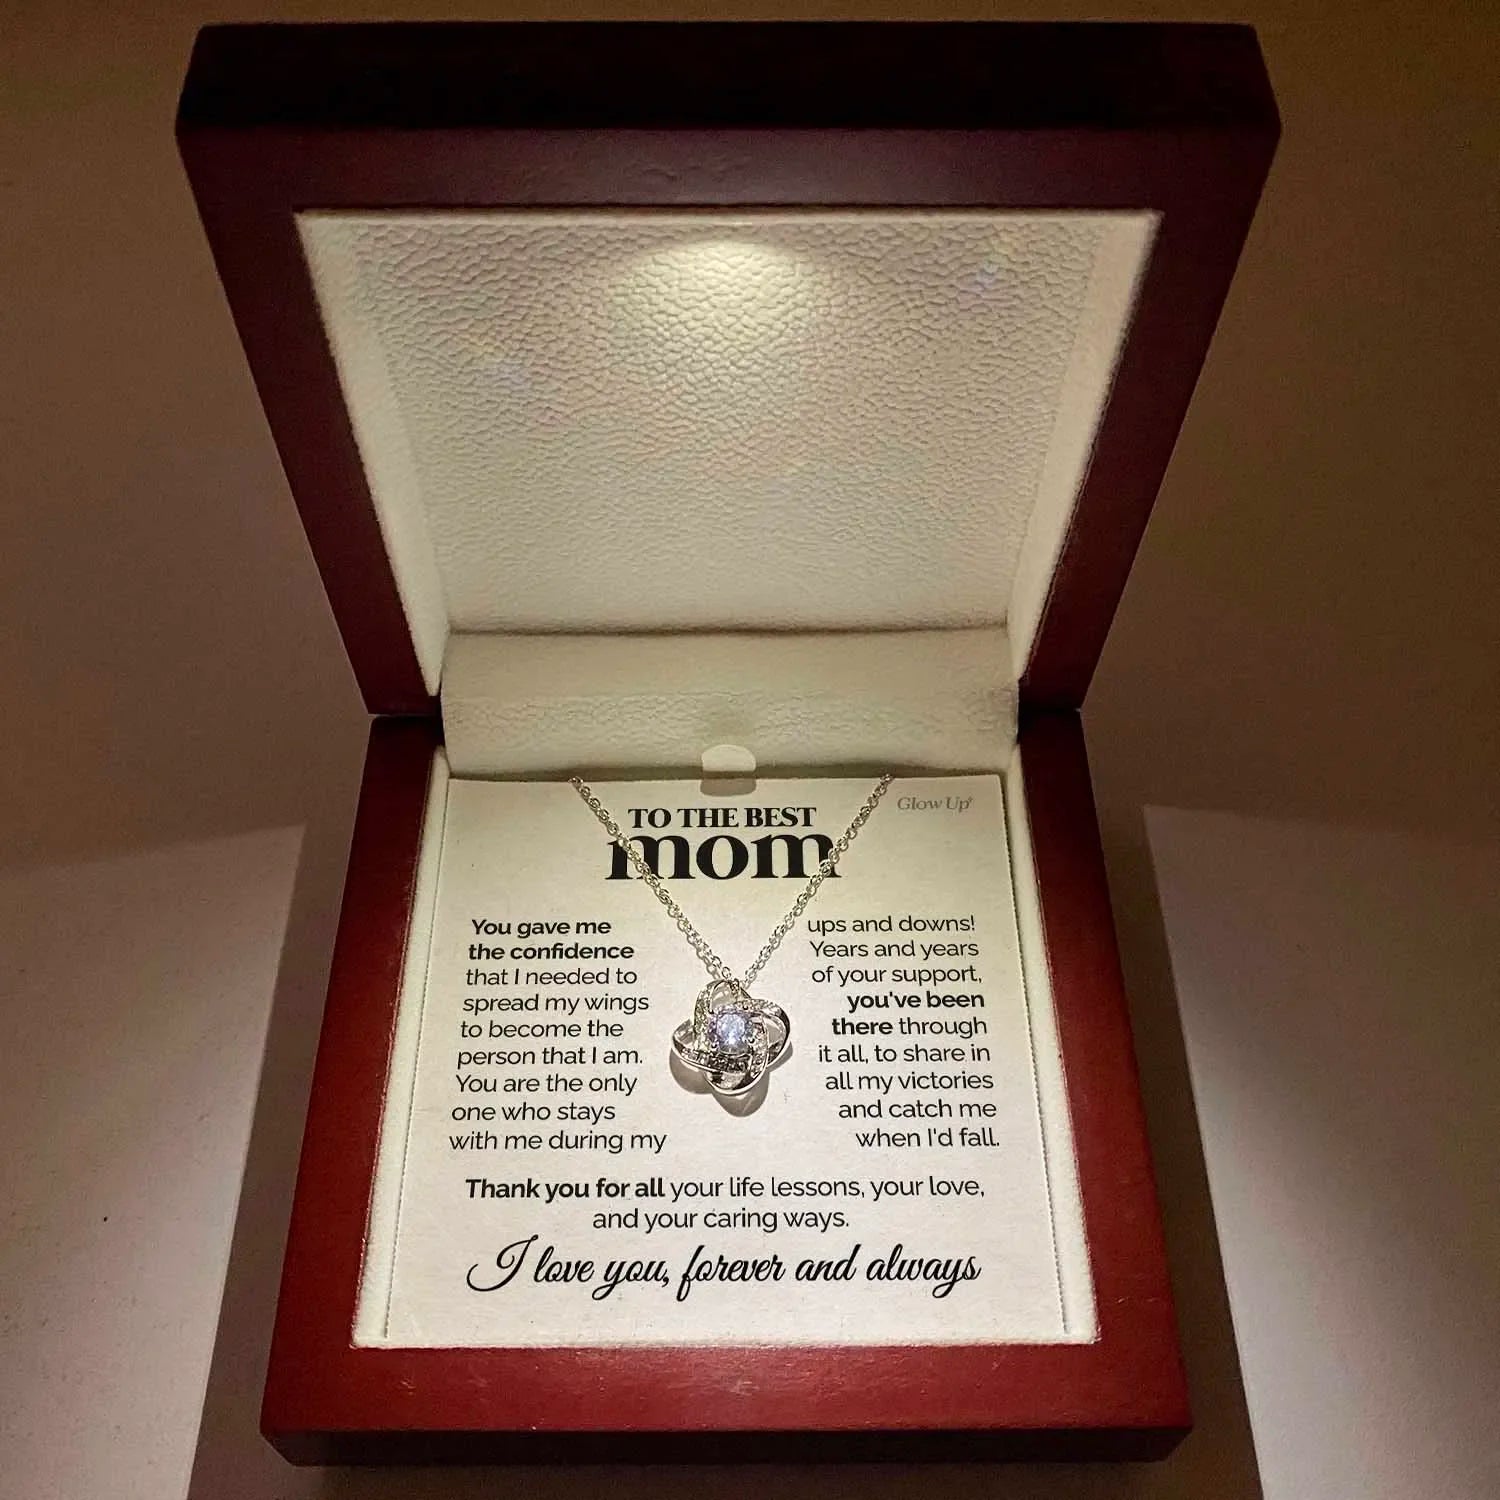 Glow Up®
TO THE BEST
mom
You gave me
the confidence
that I needed to
spread my wings
to become the
person that I am.
You are the only
one who stays
with me during my
ups and downs!
Years and years
of your support,
you've been
there through
it all, to share in
all my victories
and catch me
when I'd fall.
Thank you for all your life lessons, your love,
and your caring ways.
I love you, forever and always